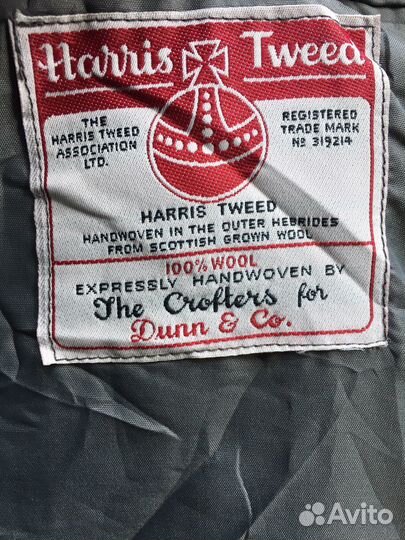 Harris Tweed
THE
HARRIS TWEED
ASSOCIATION
LTD.
REGISTERED
TRADE MARK
No 319214
HARRIS TWEED
HANDWOVEN IN THE OUTER HEBRIDES
FROM SCOTTISH GROWN WOOL
100% WOOL
EXPRESSLY HANDWOVEN BY
The Crofters for
Dunn & Co.
Avito